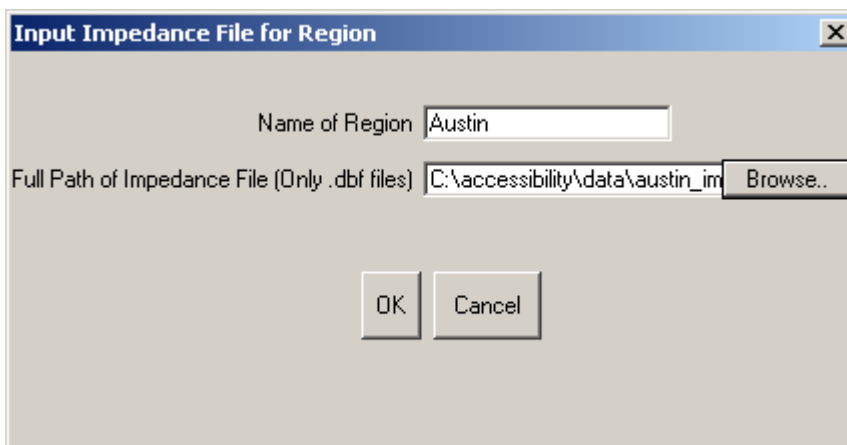 Input Impedance File for Region
Name of Region Austin
Full Path of Impedance File (Only .dbf files) C:\accessibility\data\austin_im Browse..
OK Cancel